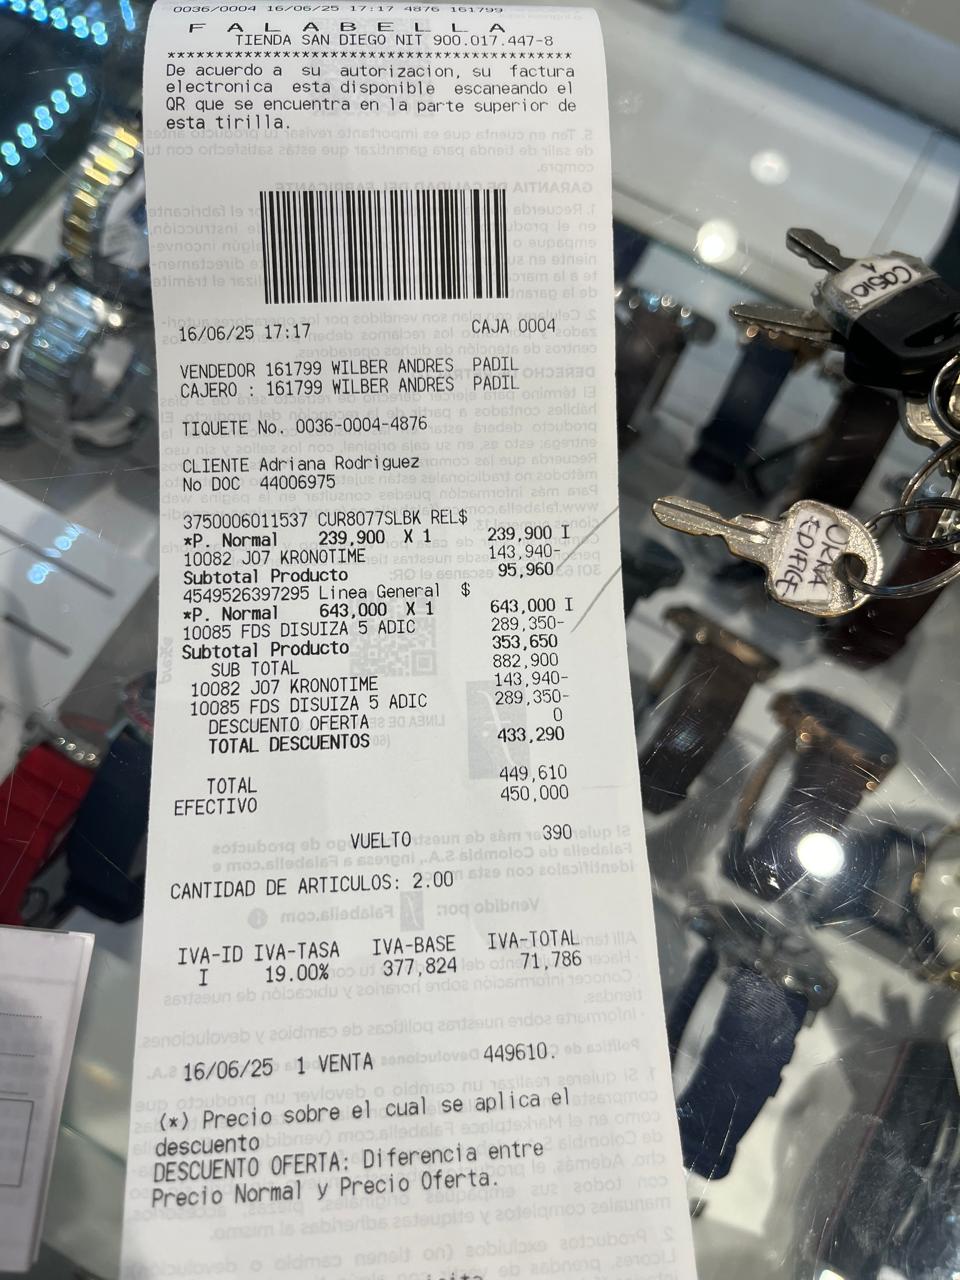 0036/0004 16/06/25 17:17 4876 161799
F A L A B E L L A
TIENDA SAN DIEGO NIT 900.017.447-8
******************************************
De acuerdo a su autorizacion, su factura
electronica esta disponible escaneando el
QR que se encuentra en la parte superior de
esta tirilla.
16/06/25 17:17 CAJA 0004
VENDEDOR 161799 WILBER ANDRES PADIL
CAJERO : 161799 WILBER ANDRES PADIL
TIQUETE No. 0036-0004-4876
CLIENTE Adriana Rodriguez
No DOC 44006975
3750006011537 CUR8077SLBK REL$
*P. Normal 239,900 X 1 239,900 I
10082 J07 KRONOTIME 143,940-
Subtotal Producto 95,960
4549526397295 Linea General $
*P. Normal 643,000 X 1 643,000 I
10085 FDS DISUIZA 5 ADIC 289,350-
Subtotal Producto 353,650
SUB TOTAL 882,900
10082 J07 KRONOTIME 143,940-
10085 FDS DISUIZA 5 ADIC 289,350-
DESCUENTO OFERTA 0
TOTAL DESCUENTOS 433,290
TOTAL 449,610
EFECTIVO 450,000
VUELTO 390
CANTIDAD DE ARTICULOS: 2.00
IVA-ID IVA-TASA IVA-BASE IVA-TOTAL
I 19.00% 377,824 71,786
16/06/25 1 VENTA 449610.
(*) Precio sobre el cual se aplica el
descuento
DESCUENTO OFERTA: Diferencia entre
Precio Normal y Precio Oferta.
CASIO
A
ORKA
EDIFICE